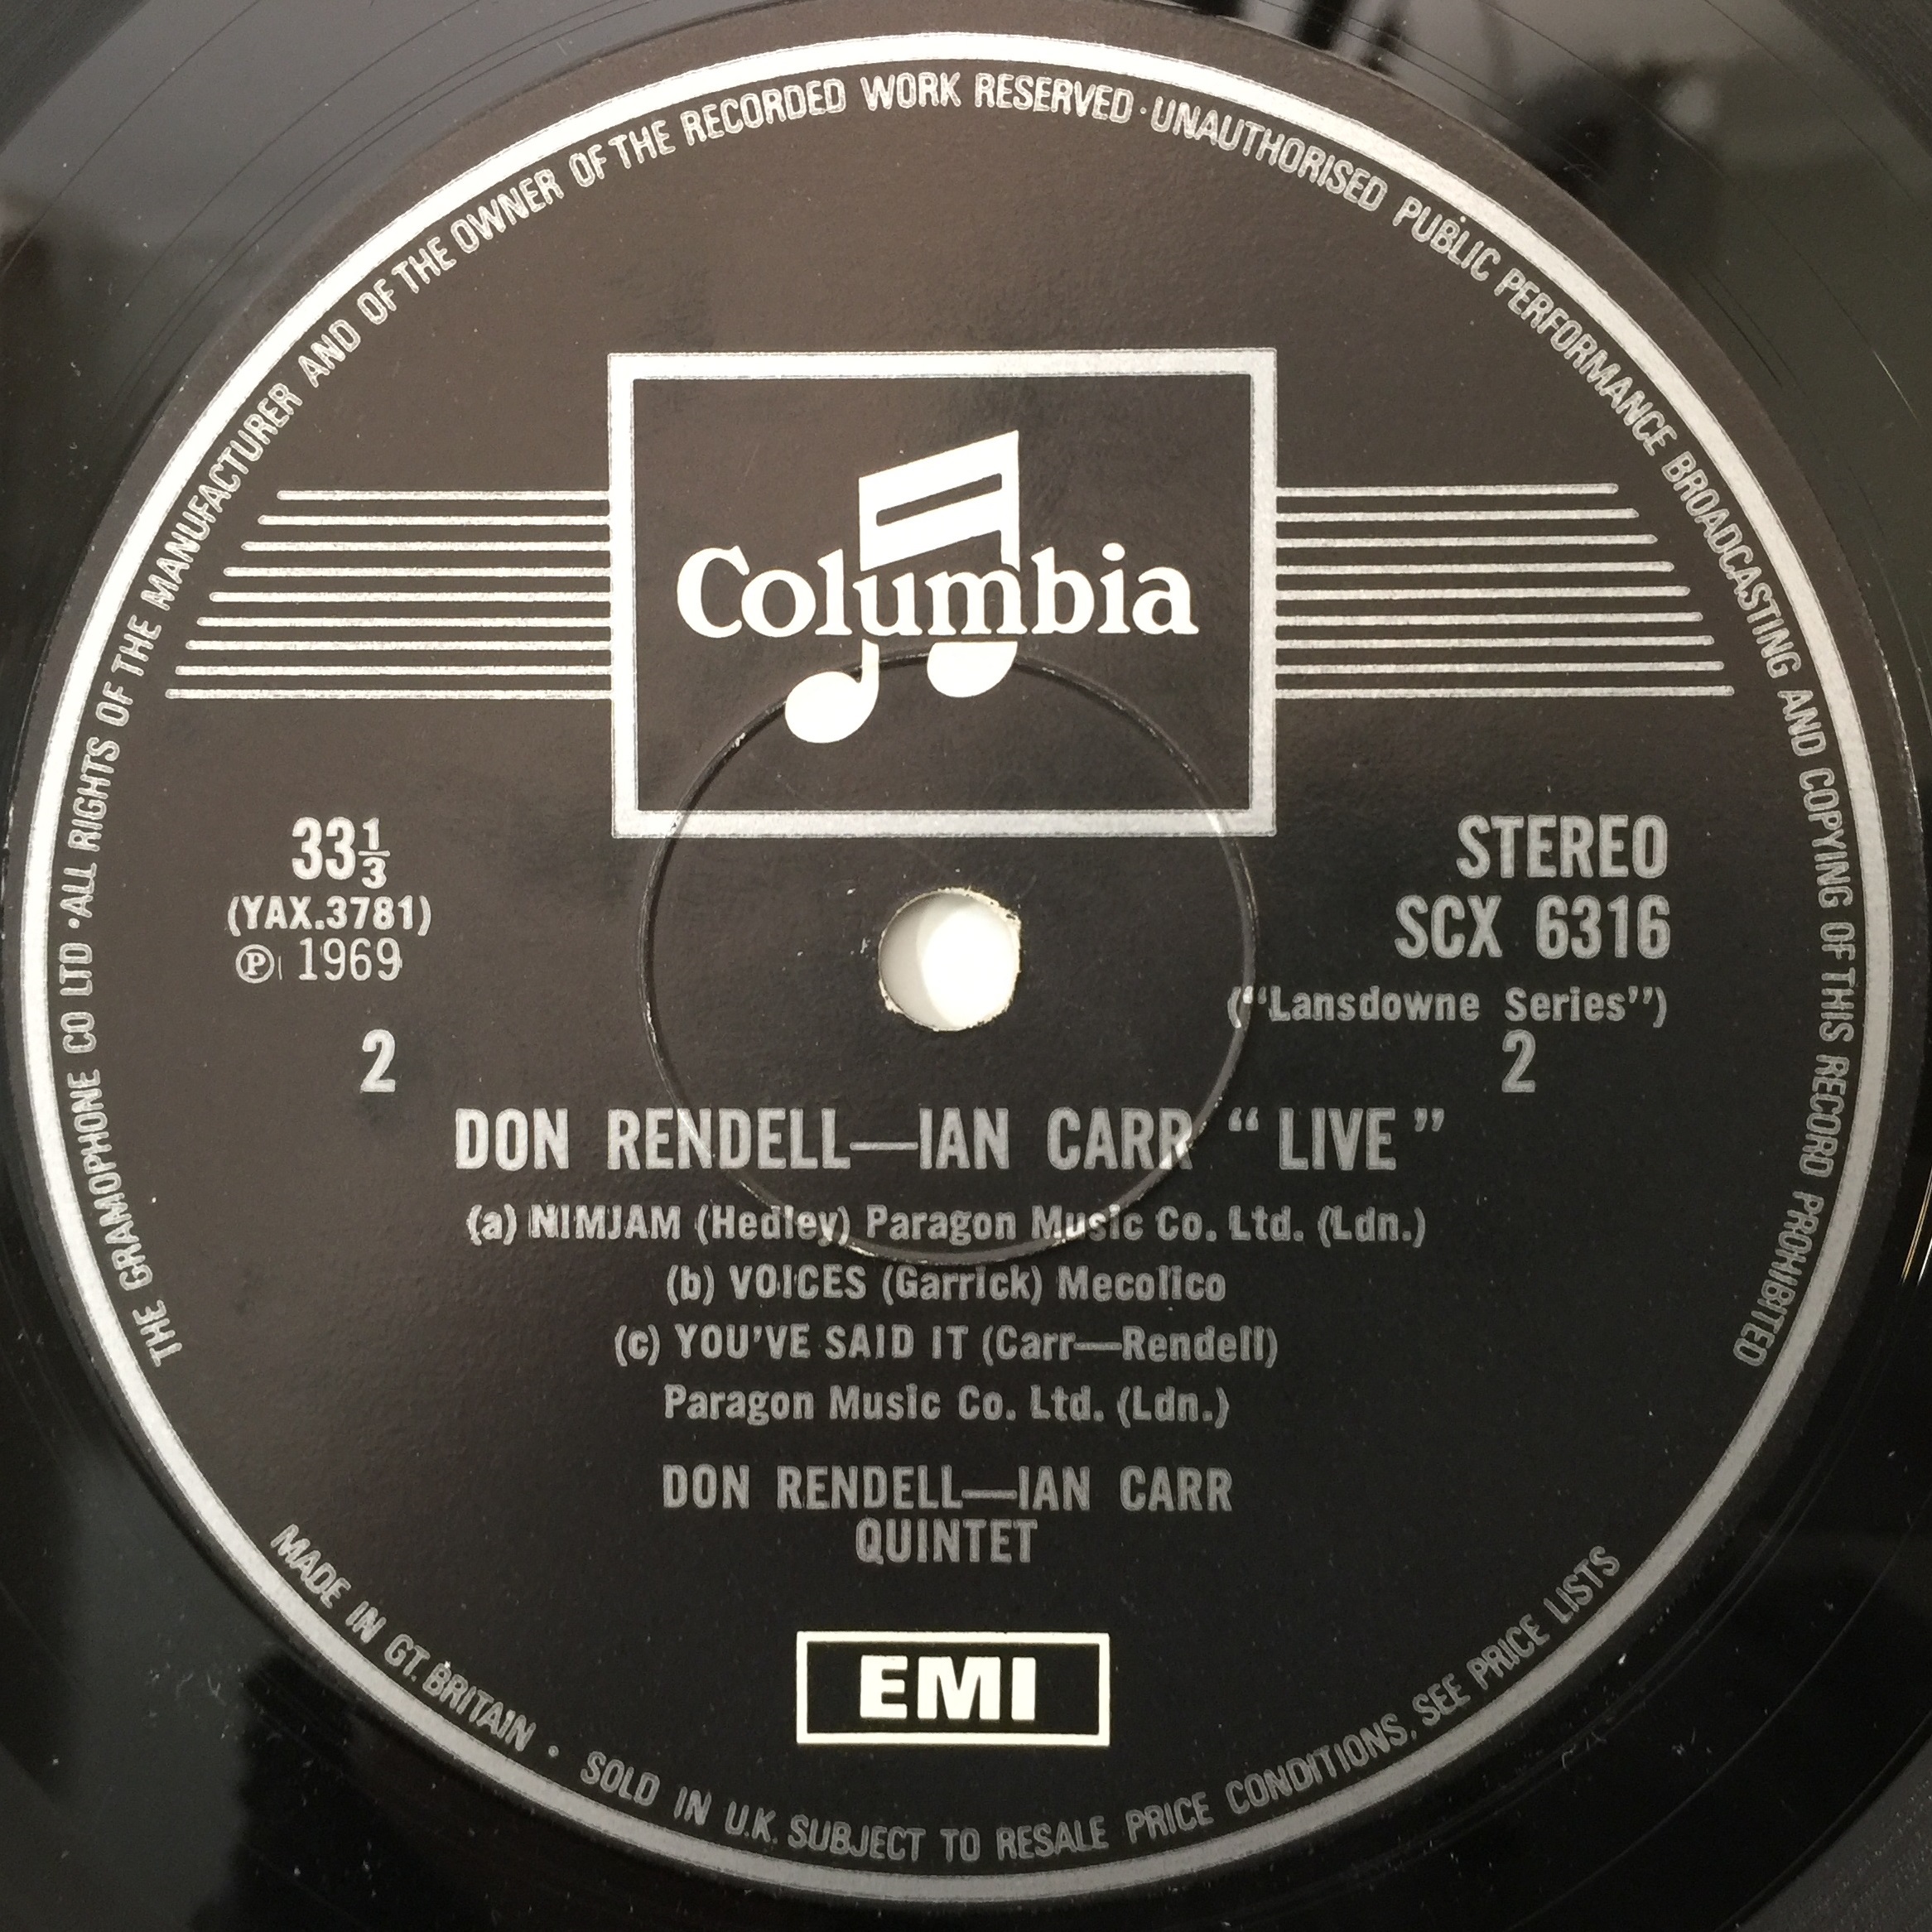 THE GRAMOPHONE CO LTD · ALL RIGHTS OF THE MANUFACTURER AND OF THE OWNER OF THE RECORDED WORK RESERVED · UNAUTHORISED PUBLIC PERFORMANCE BROADCASTING AND COPYING OF THIS RECORD PROHIBITED
Columbia
33⅓
(YAX.3781)
℗ 1969
2
STEREO
SCX 6316
("Lansdowne Series")
2
DON RENDELL—IAN CARR "LIVE"
(a) NIMJAM (Hedley) Paragon Music Co. Ltd. (Ldn.)
(b) VOICES (Garrick) Mecolico
(c) YOU'VE SAID IT (Carr—Rendell)
Paragon Music Co. Ltd. (Ldn.)
DON RENDELL—IAN CARR
QUINTET
EMI
MADE IN GT. BRITAIN · SOLD IN U.K. SUBJECT TO RESALE PRICE CONDITIONS, SEE PRICE LISTS